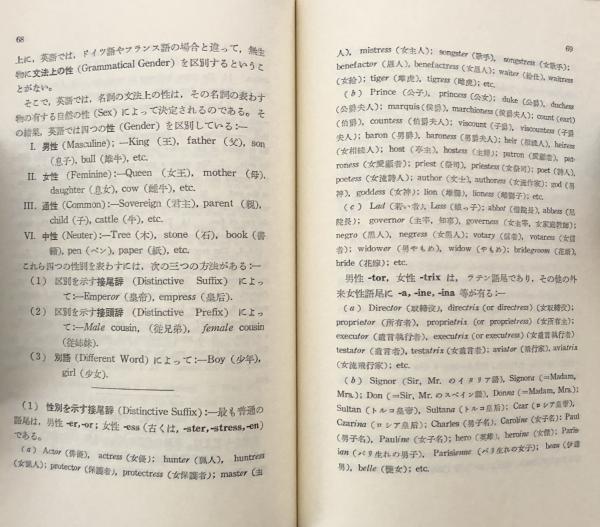 68
上に，英語では，ドイツ語やフランス語の場合と違って，無生
物に文法上の性 (Grammatical Gender) を区別するというこ
とがない。
そこで，英語では，名詞の文法上の性は，その名詞の表わす
物の有する自然の性 (Sex) によって決定されるのである。そ
の結果，英語では四つの性 (Gender) を区別している:—
I. 男性 (Masculine); —King (王), father (父), son
(息子), bull (雄牛), etc.
II. 女性 (Feminine):—Queen (女王), mother (母),
daughter (息女), cow (雌牛), etc.
III. 通性 (Common):—Sovereign (君主), parent (親),
child (子), cattle (牛), etc.
VI. 中性 (Neuter):—Tree (木), stone (石), book (書
籍), pen (ペン), paper (紙), etc.
これら四つの性別を表わすには，次の三つの方法がある:—
(1) 区別を示す接尾辞 (Distinctive Suffix) によっ
て:—Emperor (皇帝), empress (皇后).
(2) 区別を示す接頭辞 (Distinctive Prefix) によっ
て:—Male cousin, (従兄弟), female cousin
(従姉妹).
(3) 別語 (Different Word) によって:—Boy (少年),
girl (少女).
(1) 性別を示す接尾辞 (Distinctive Suffix):—最も普通の
語尾は，男性 -er,-or; 女性 -ess (古くは, -ster,-stress,-en)
である。
(a) Actor (俳優), actress (女優); hunter (猟人), huntress
(女猟人); protector (保護者), protectress (女保護者); master (主
69
人), mistress (女主人); songster (歌手), songstress (女歌手);
benefactor (恩人), benefactress (女恩人); waiter (給仕), waitress
(女給); tiger (雄虎), tigress (雌虎); etc.
(b) Prince (公子), princess (公女); duke (公爵), duchess
(公爵夫人); marquis (侯爵), marchioness (侯爵夫人); count (earl)
(伯爵), countess (伯爵夫人); viscount (子爵), viscountess (子爵
夫人); baron (男爵), baroness (男爵夫人); heir (相続人), heiress
(女相続人); host (亭主), hostess (主婦); patron (愛顧者), pat-
roness (女愛顧者); priest (祭司), priestess (女祭司); poet (詩人),
poetess (女流詩人); author (文士), authoress (女流作家); god (男
神), goddess (女神); lion (雄獅), lioness (雌獅子); etc.
(c) Lad (若い者), Lass (娘っ子); abbot (僧院長), abbess (尼
院長); governor (主宰，知事), governess (女主宰，女家庭教師);
negro (黒人), negress (女黒人); votary (信者), votaress (女信
者); widower (男やもめ), widow (やもめ); bridegroom (花婿),
bride (花嫁); etc.
男性 -tor, 女性 -trix は，ラテン語尾であり，その他の外
来女性語尾に -a, -ine, -ina 等が有る:—
(a) Director (取締役), directrix (or directress) (女取締役);
proprietor (所有者), proprietrix (or proprietress) (女所有主);
executor (遺言執行人), executrix (or executress) (女遺言執行人)
testator (遺言者), testatrix (女遺言者); aviator (飛行家), aviatrix
(女流飛行家); etc.
(b) Signor (Sir, Mr. のイタリア語), Signora (=Madam,
Mrs.); Don (=Sir, Mr. のスペイン語), Donna (=Madam, Mrs.);
Sultan (トルコ皇帝), Sultana (トルコ皇后); Czar (ロシア皇帝),
Czarina (ロシア皇后); Charles (男子名), Caroline (女子名); Paul
(男子名), Pauline (女子名); hero (英雄), heroine (女傑); Paris-
ian (パリ生れの男子), Parisienne (パリ生れの女子); beau (伊達
男), belle (艶女); etc.